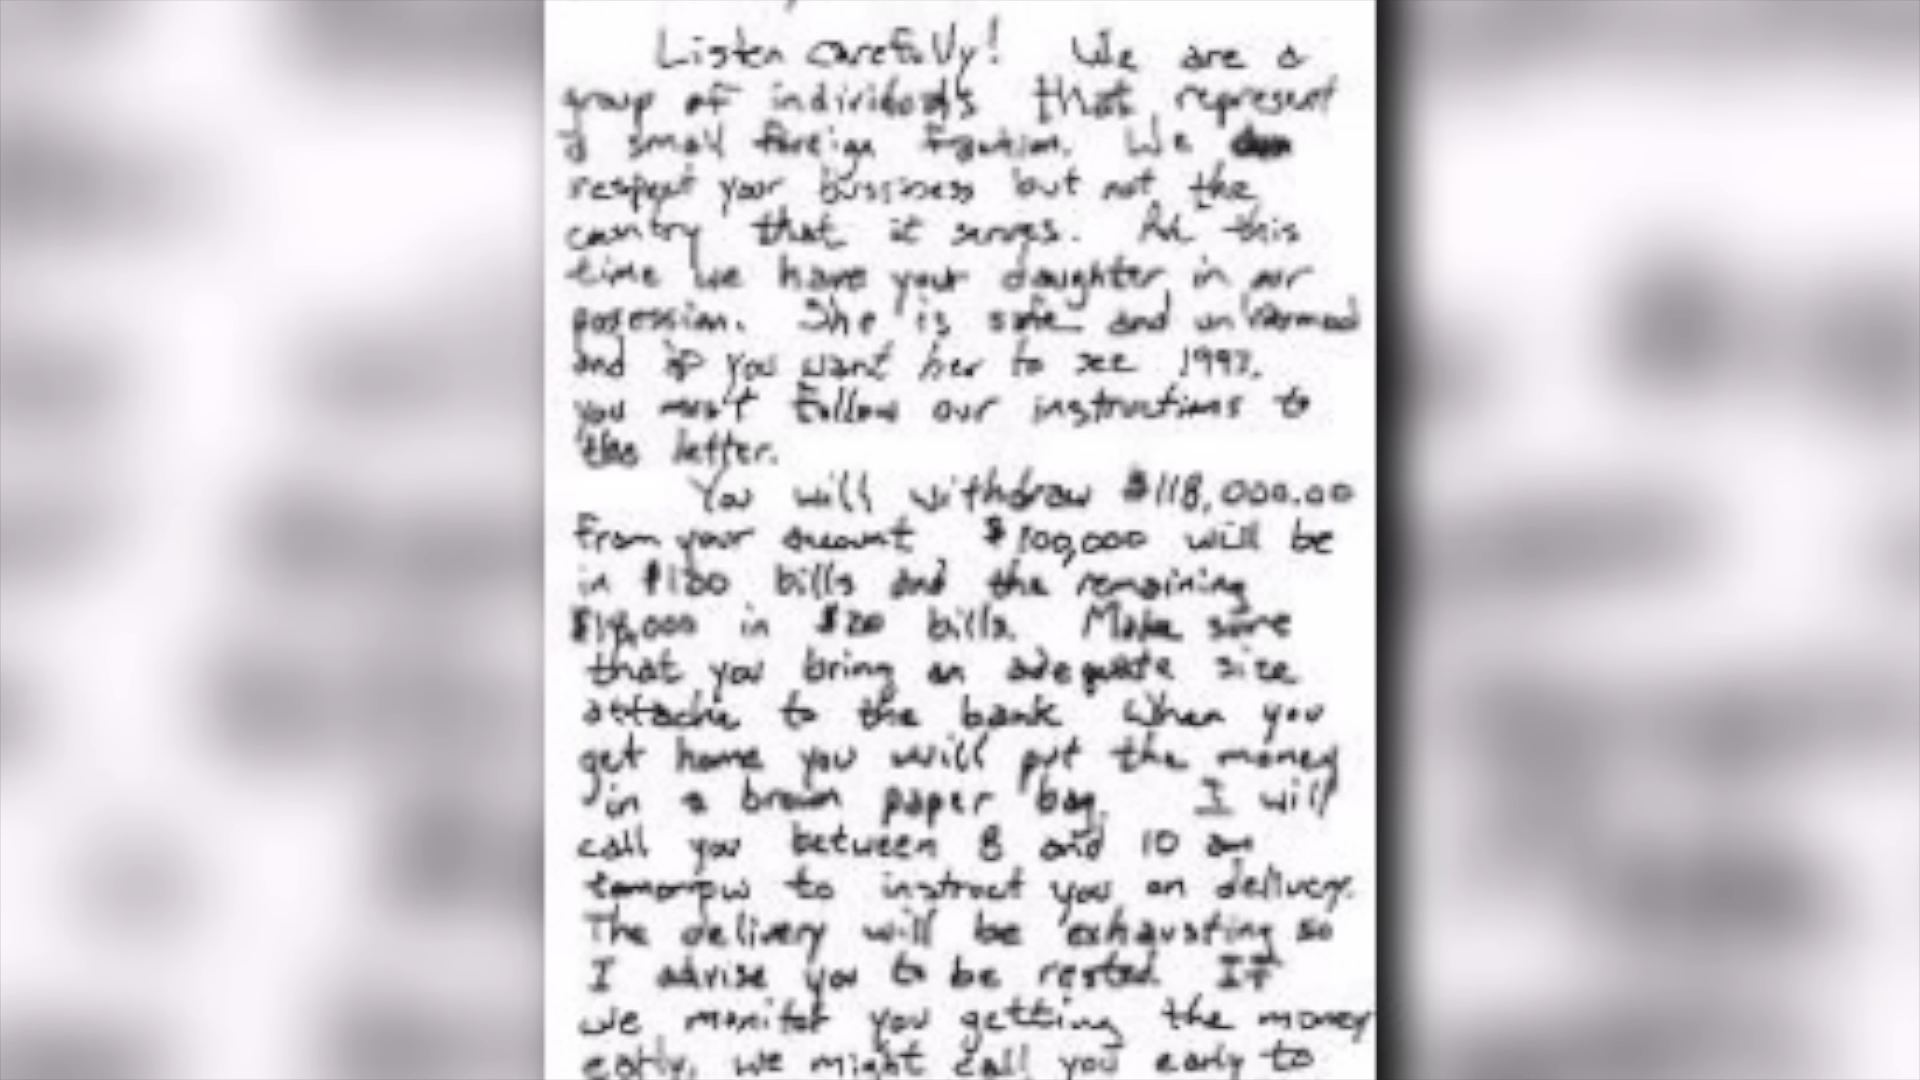 Listen carefully! We are a
group of individuals that represent
a small foreign faction. We
respect your bussiness but not the
country that it serves. At this
time we have your daughter in our
posession. She is safe and unharmed
and if you want her to see 1997,
you must follow our instructions to
the letter.
You will withdraw $118,000.00
from your account. $100,000 will be
in $100 bills and the remaining
$18,000 in $20 bills. Make sure
that you bring an adequate size
attache to the bank. When you
get home you will put the money
in a brown paper bag. I will
call you between 8 and 10 am
tomorrow to instruct you on delivery.
The delivery will be exhausting so
I advise you to be rested. If
we monitor you getting the money
early, we might call you early to